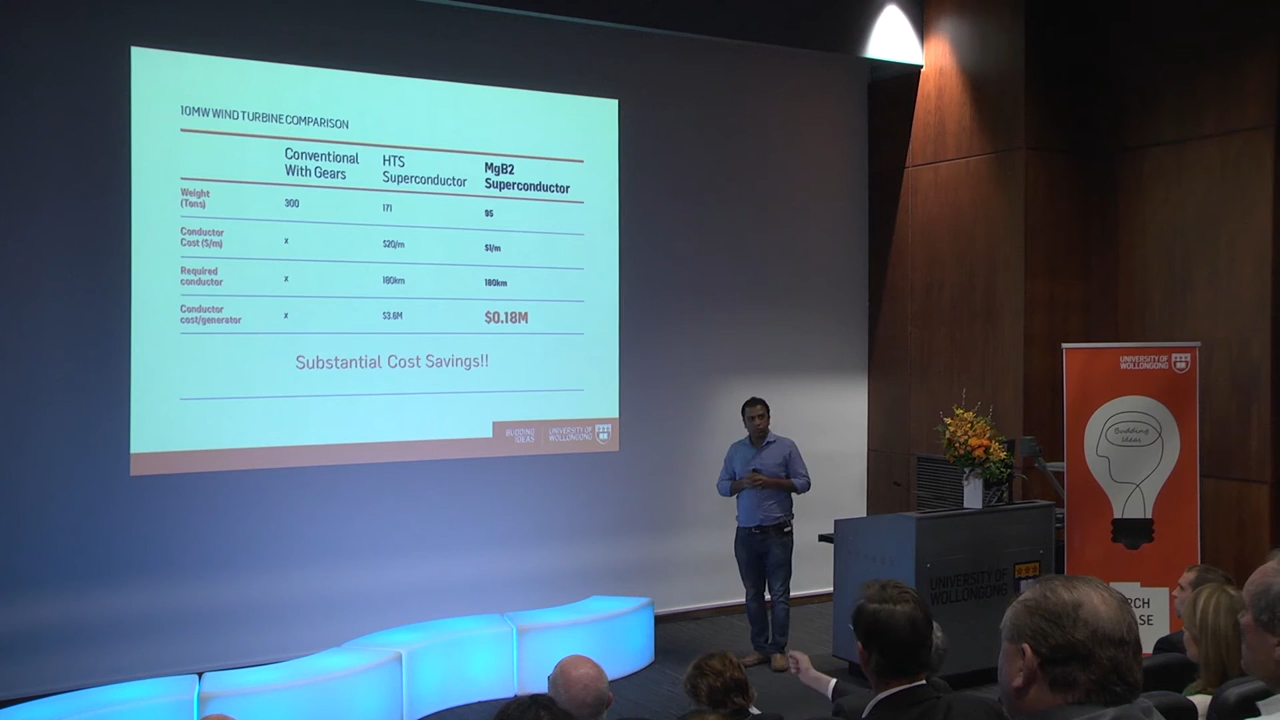 10MW WIND TURBINE COMPARISON
Conventional With Gears
HTS Superconductor
MgB2 Superconductor
Weight (Tons) 300 171 95
Conductor Cost ($/m) x $20/m $1/m
Required conductor x 180km 180km
Conductor cost/generator x $3.6M $0.18M
Substantial Cost Savings!!
BUDDING IDEAS
UNIVERSITY OF WOLLONGONG
UNIVERSITY OF WOLLONGONG
Budding Ideas
UNIVERSITY OF WOLLONGONG